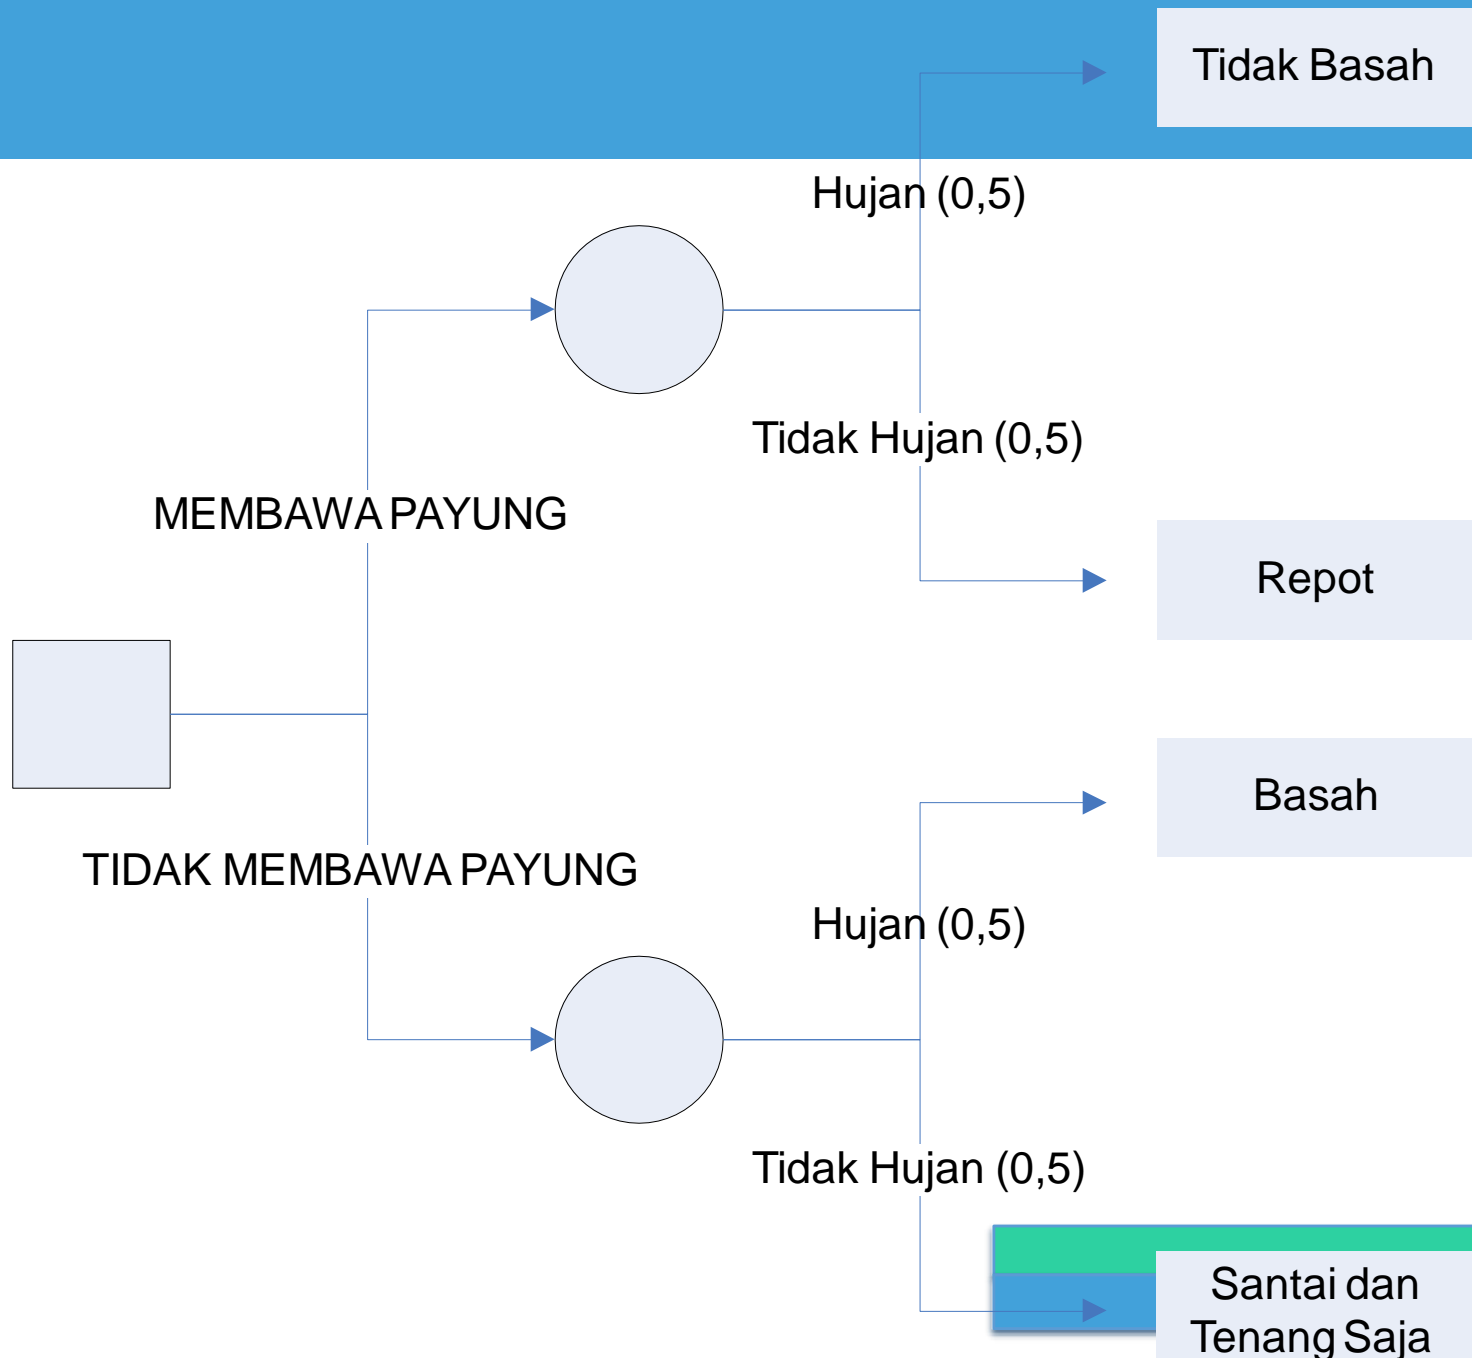 Tidak Basah
Hujan (0,5)
Tidak Hujan (0,5)
MEMBAWA PAYUNG
Repot
Basah
TIDAK MEMBAWA PAYUNG
Hujan (0,5)
Tidak Hujan (0,5)
Santai dan
Tenang Saja